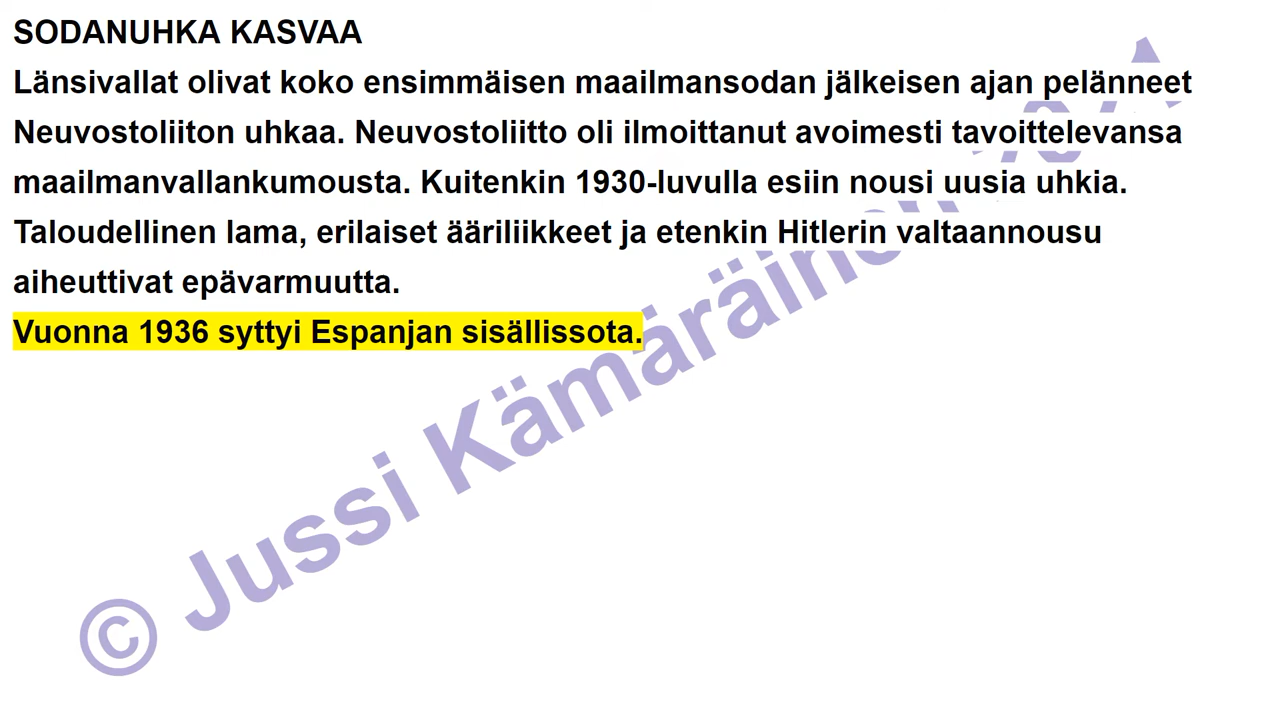 SODANUHKA KASVAA
Länsivallat olivat koko ensimmäisen maailmansodan jälkeisen ajan pelänneet
Neuvostoliiton uhkaa. Neuvostoliitto oli ilmoittanut avoimesti tavoittelevansa
maailmanvallankumousta. Kuitenkin 1930-luvulla esiin nousi uusia uhkia.
Taloudellinen lama, erilaiset ääriliikkeet ja etenkin Hitlerin valtaannousu
aiheuttivat epävarmuutta.
Vuonna 1936 syttyi Espanjan sisällissota.
© Jussi Kämäräinen